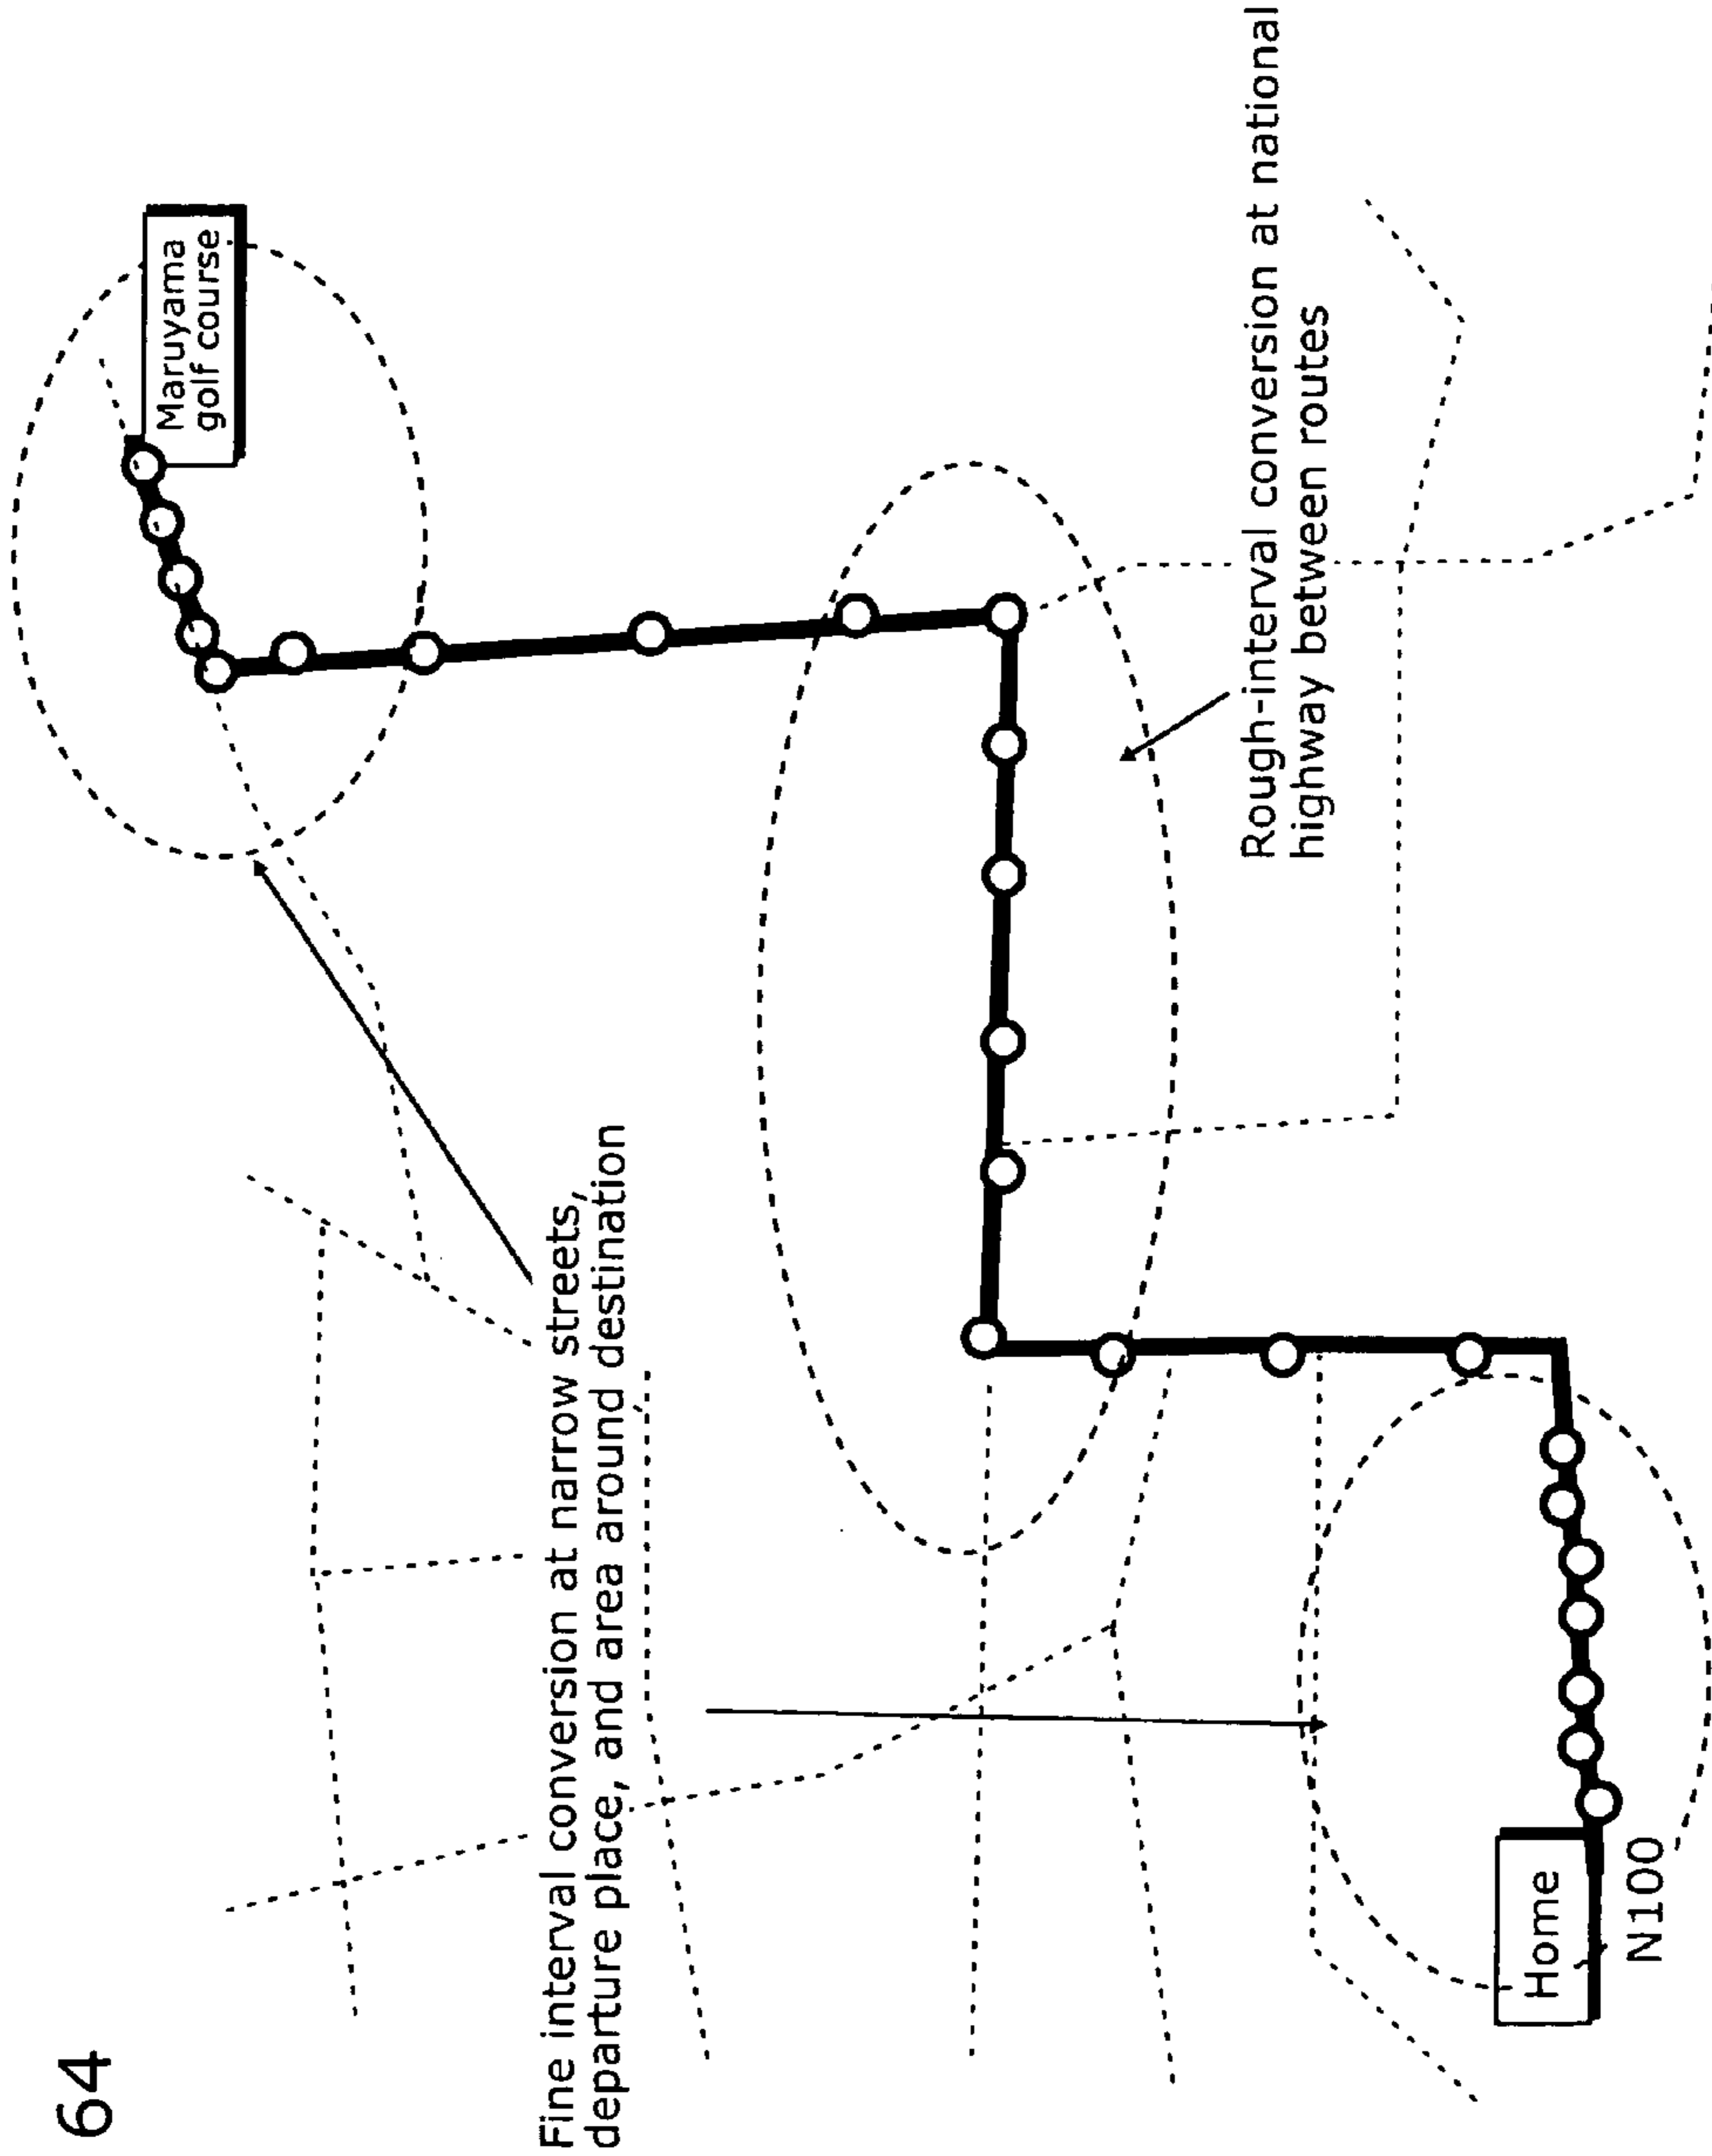 64
Maruyama
golf course
Fine interval conversion at narrow streets,
departure place, and area around destination
Rough-interval conversion at national
highway between routes
Home
N100